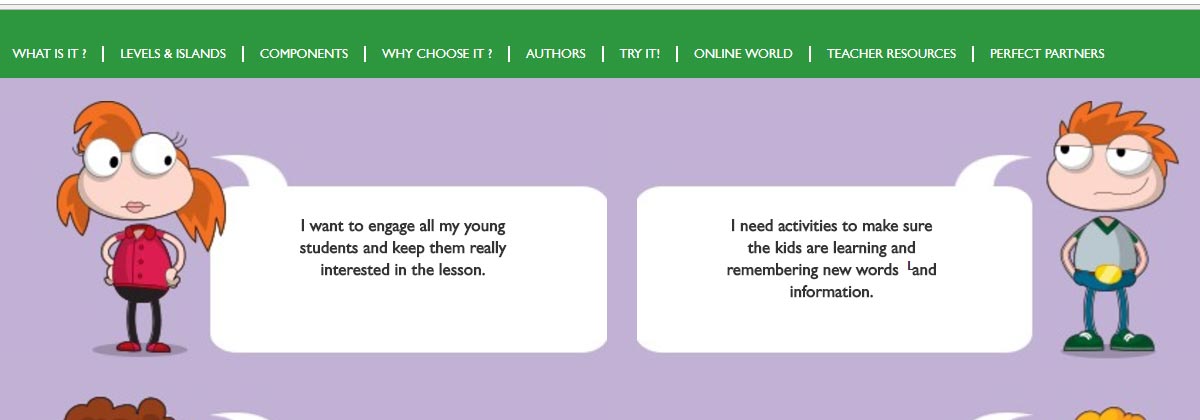 WHAT IS IT ? | LEVELS & ISLANDS | COMPONENTS | WHY CHOOSE IT ? | AUTHORS | TRY IT! | ONLINE WORLD | TEACHER RESOURCES | PERFECT PARTNERS
I want to engage all my young
students and keep them really
interested in the lesson.
I need activities to make sure
the kids are learning and
remembering new words and
information.